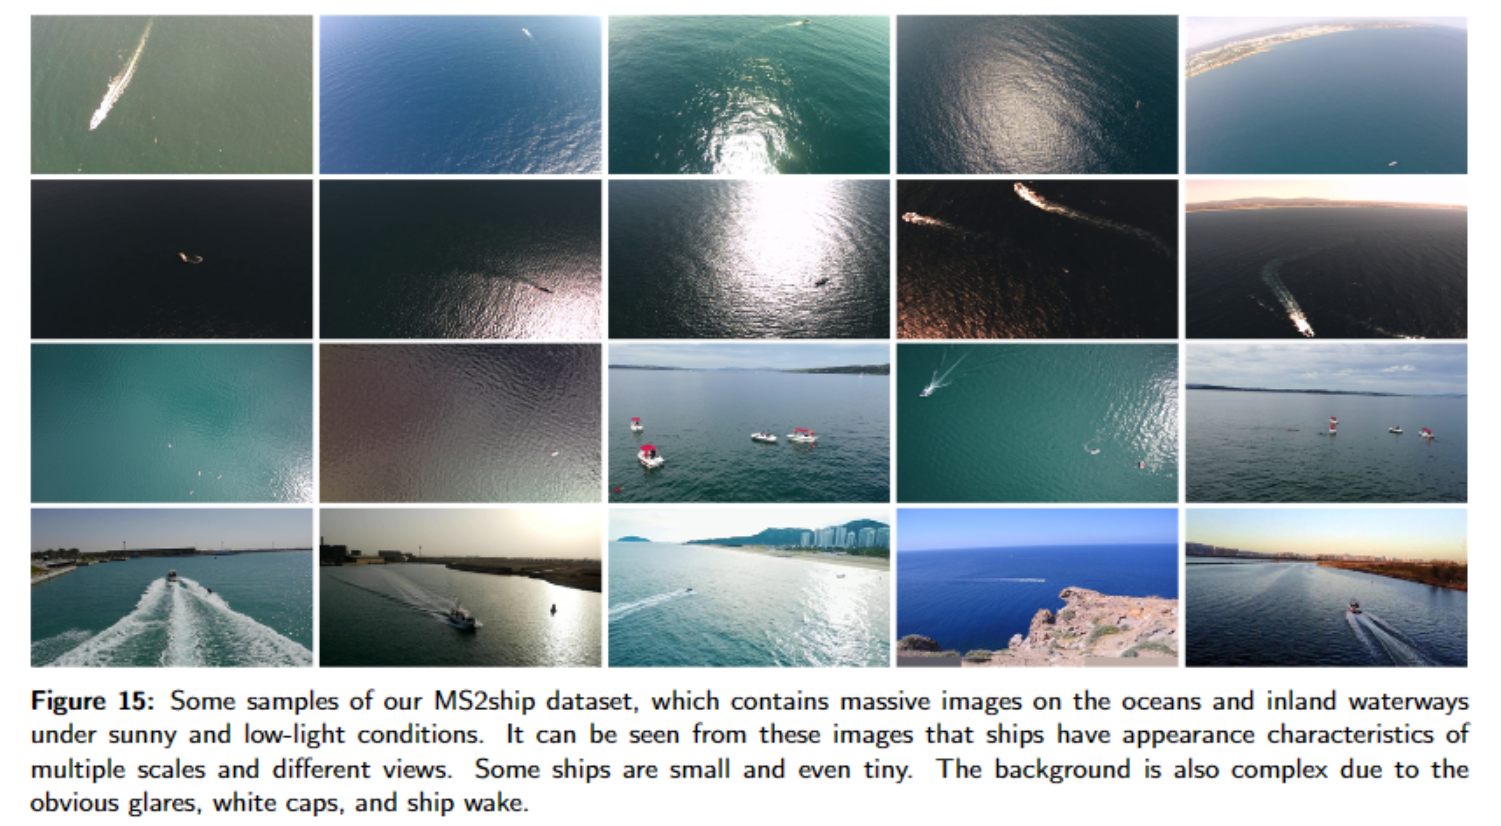 Figure 15: Some samples of our MS2ship dataset, which contains massive images on the oceans and inland waterways
under sunny and low-light conditions. It can be seen from these images that ships have appearance characteristics of
multiple scales and different views. Some ships are small and even tiny. The background is also complex due to the
obvious glares, white caps, and ship wake.